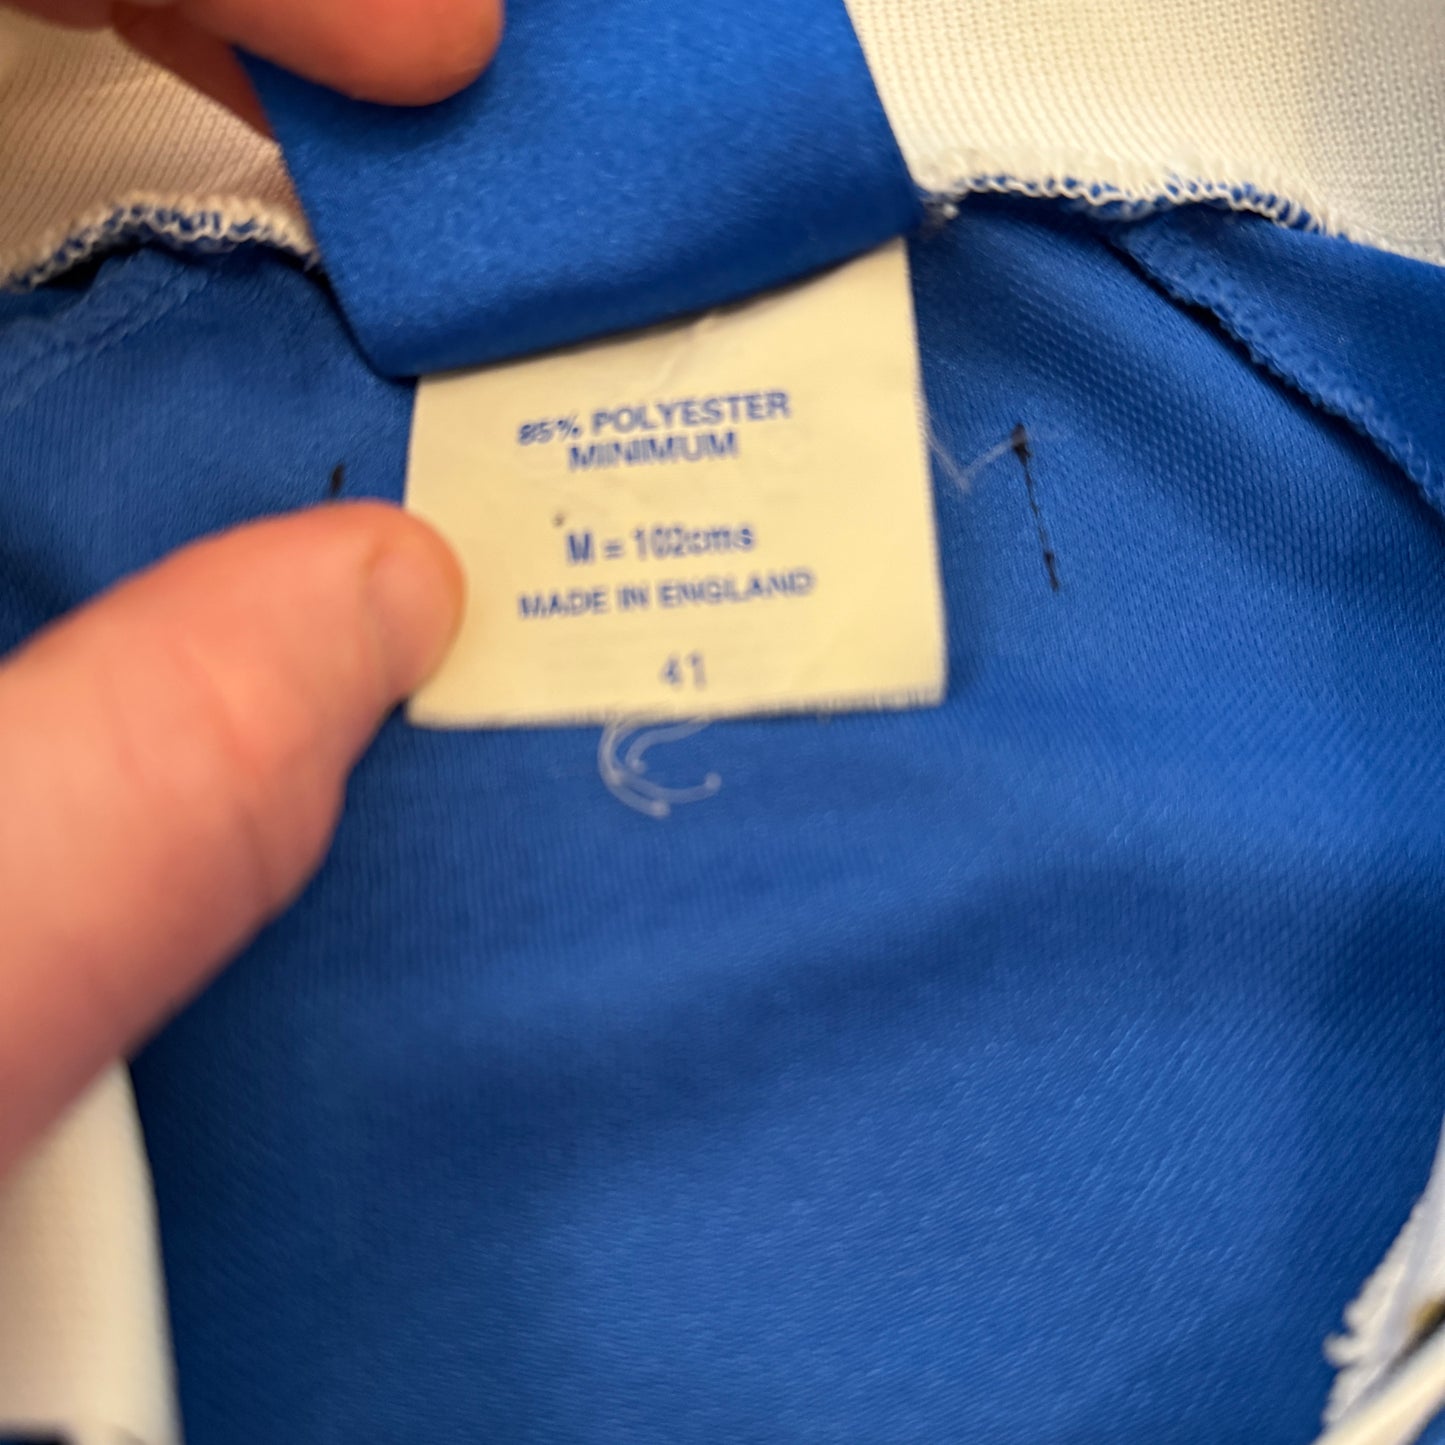 85% POLYESTER
MINIMUM
M = 102cms
MADE IN ENGLAND
41